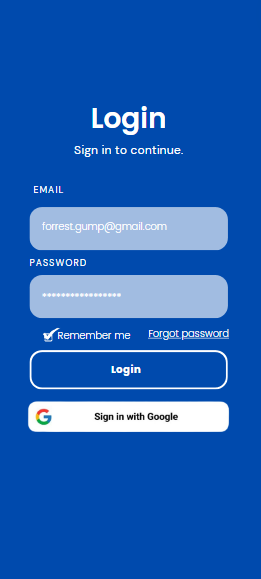 Login
Sign in to continue.
EMAIL
forrest.gump@gmail.com
PASSWORD
*****************
Remember me Forgot password
Login
Sign in with Google